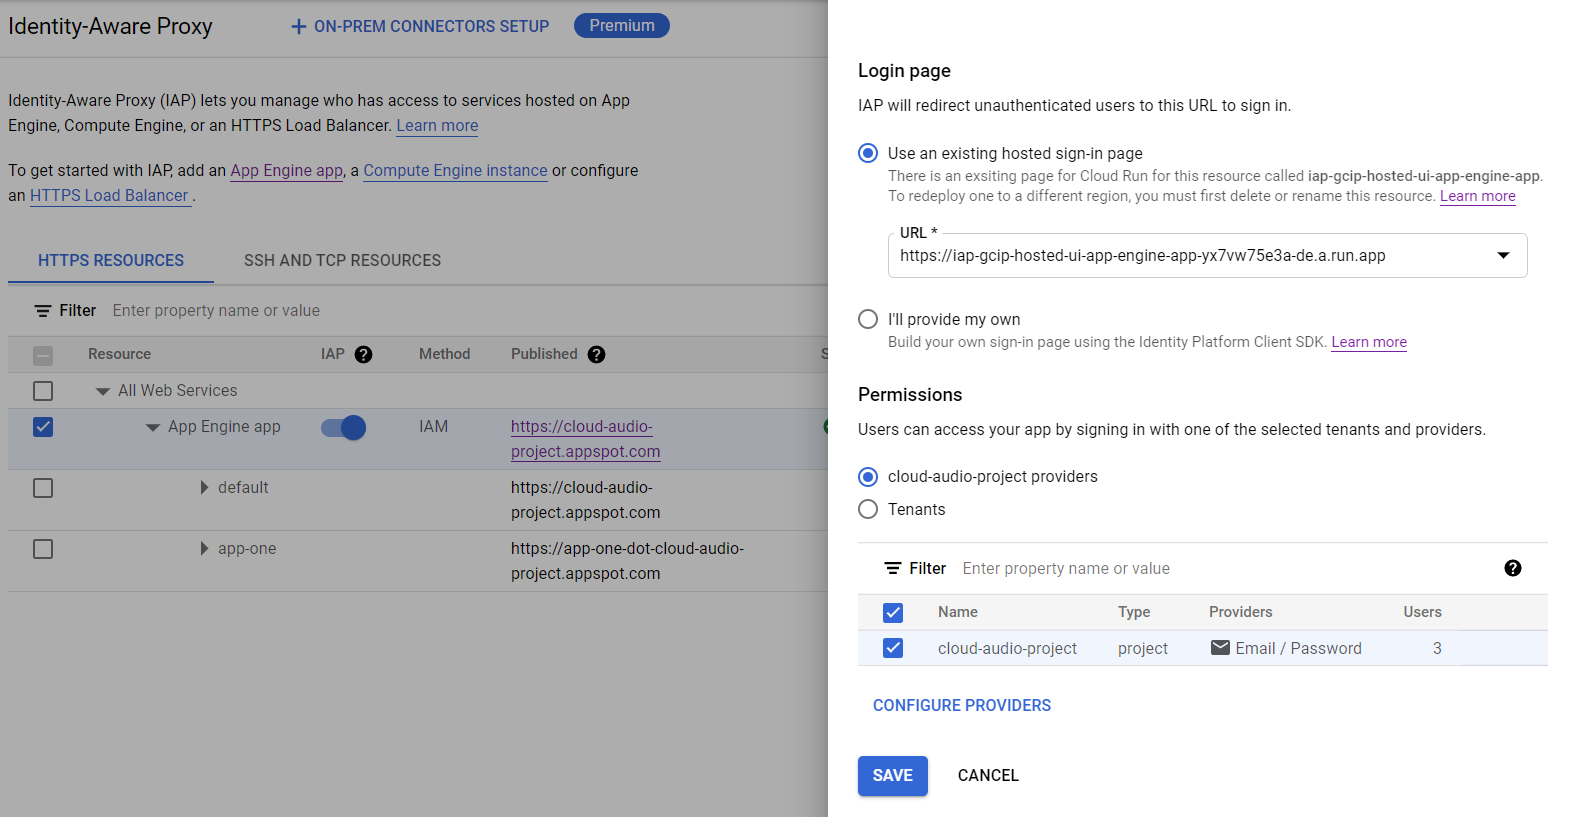 Identity-Aware Proxy
ON-PREM CONNECTORS SETUP
Premium
Identity-Aware Proxy (IAP) lets you manage who has access to services hosted on App
Engine, Compute Engine, or an HTTPS Load Balancer. Learn more
To get started with IAP, add an App Engine app, a Compute Engine instance or configure
an HTTPS Load Balancer .
HTTPS RESOURCES
SSH AND TCP RESOURCES
Filter Enter property name or value
Resource IAP ? Method Published ? S
All Web Services
App Engine app IAM https://cloud-audio-
project.appspot.com
default https://cloud-audio-
project.appspot.com
app-one https://app-one-dot-cloud-audio-
project.appspot.com
Login page
IAP will redirect unauthenticated users to this URL to sign in.
Use an existing hosted sign-in page
There is an exsiting page for Cloud Run for this resource called iap-gcip-hosted-ui-app-engine-app.
To redeploy one to a different region, you must first delete or rename this resource. Learn more
URL *
https://iap-gcip-hosted-ui-app-engine-app-yx7vw75e3a-de.a.run.app
I'll provide my own
Build your own sign-in page using the Identity Platform Client SDK. Learn more
Permissions
Users can access your app by signing in with one of the selected tenants and providers.
cloud-audio-project providers
Tenants
Filter Enter property name or value ?
Name Type Providers Users
cloud-audio-project project Email / Password 3
CONFIGURE PROVIDERS
SAVE CANCEL